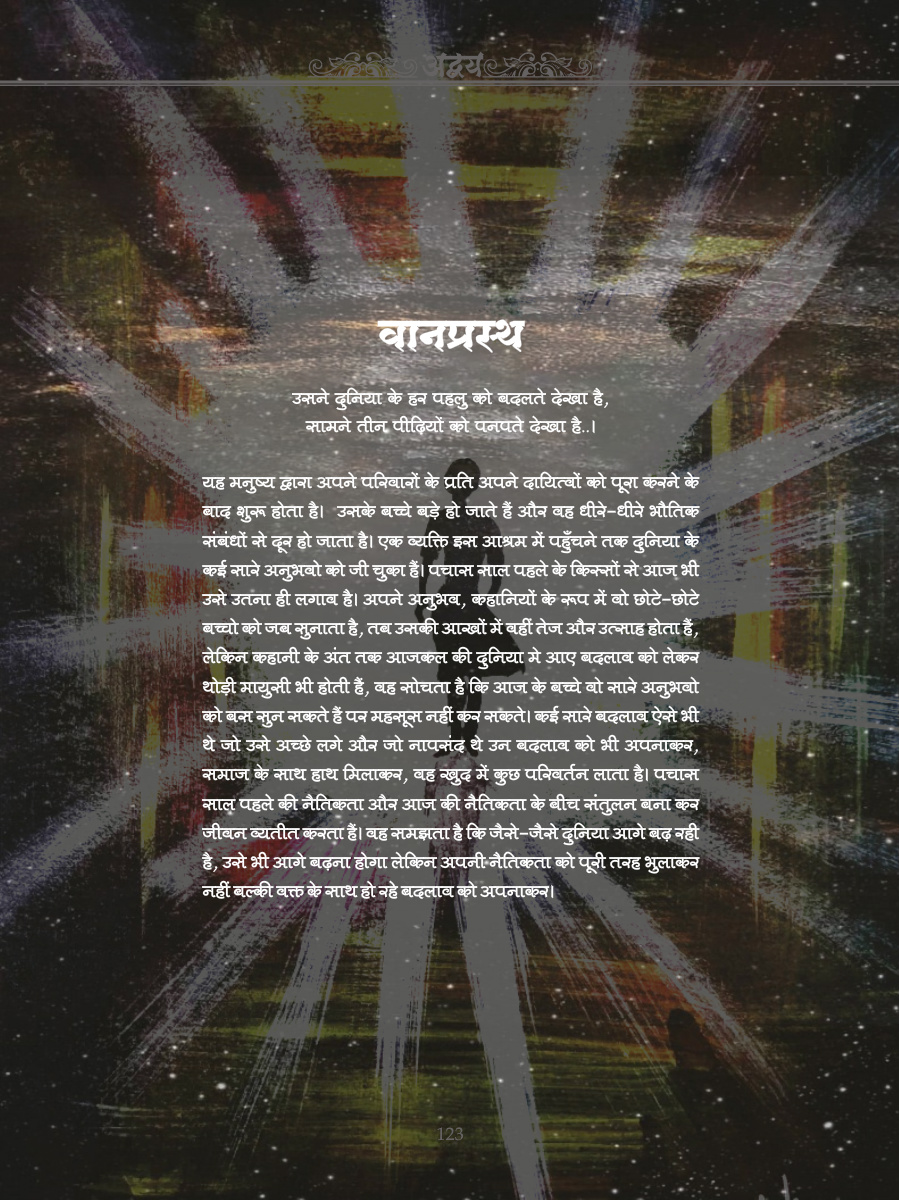 अद्वय
वानप्रस्थ
उसने दुनिया के हर पहलु को बदलते देखा है,
सामने तीन पीढ़ियों को पनपते देखा है..।
यह मनुष्य द्वारा अपने परिवारों के प्रति अपने दायित्वों को पूरा करने के
बाद शुरू होता है। उसके बच्चे बड़े हो जाते हैं और वह धीरे-धीरे भौतिक
संबंधों से दूर हो जाता है। एक व्यक्ति इस आश्रम में पहुँचने तक दुनिया के
कई सारे अनुभवो को जी चुका हैं। पचास साल पहले के किस्सों से आज भी
उसे उतना ही लगाव है। अपने अनुभव, कहानियों के रूप में वो छोटे-छोटे
बच्चो को जब सुनाता है, तब उसकी आखों में वहीं तेज और उत्साह होता हैं,
लेकिन कहानी के अंत तक आजकल की दुनिया मे आए बदलाव को लेकर
थोड़ी मायुसी भी होती हैं, वह सोचता है कि आज के बच्चे वो सारे अनुभवो
को बस सुन सकते हैं पर महसूस नहीं कर सकते। कई सारे बदलाव ऐसे भी
थे जो उसे अच्छे लगे और जो नापसंद थे उन बदलाव को भी अपनाकर,
समाज के साथ हाथ मिलाकर, वह खुद में कुछ परिवर्तन लाता है। पचास
साल पहले की नैतिकता और आज की नैतिकता के बीच संतुलन बना कर
जीवन व्यतीत करता हैं। वह समझता है कि जैसे-जैसे दुनिया आगे बढ़ रही
है, उसे भी आगे बढ़ना होगा लेकिन अपनी नैतिकता को पूरी तरह भुलाकर
नहीं बल्की वक्त के साथ हो रहे बदलाव को अपनाकर।
123